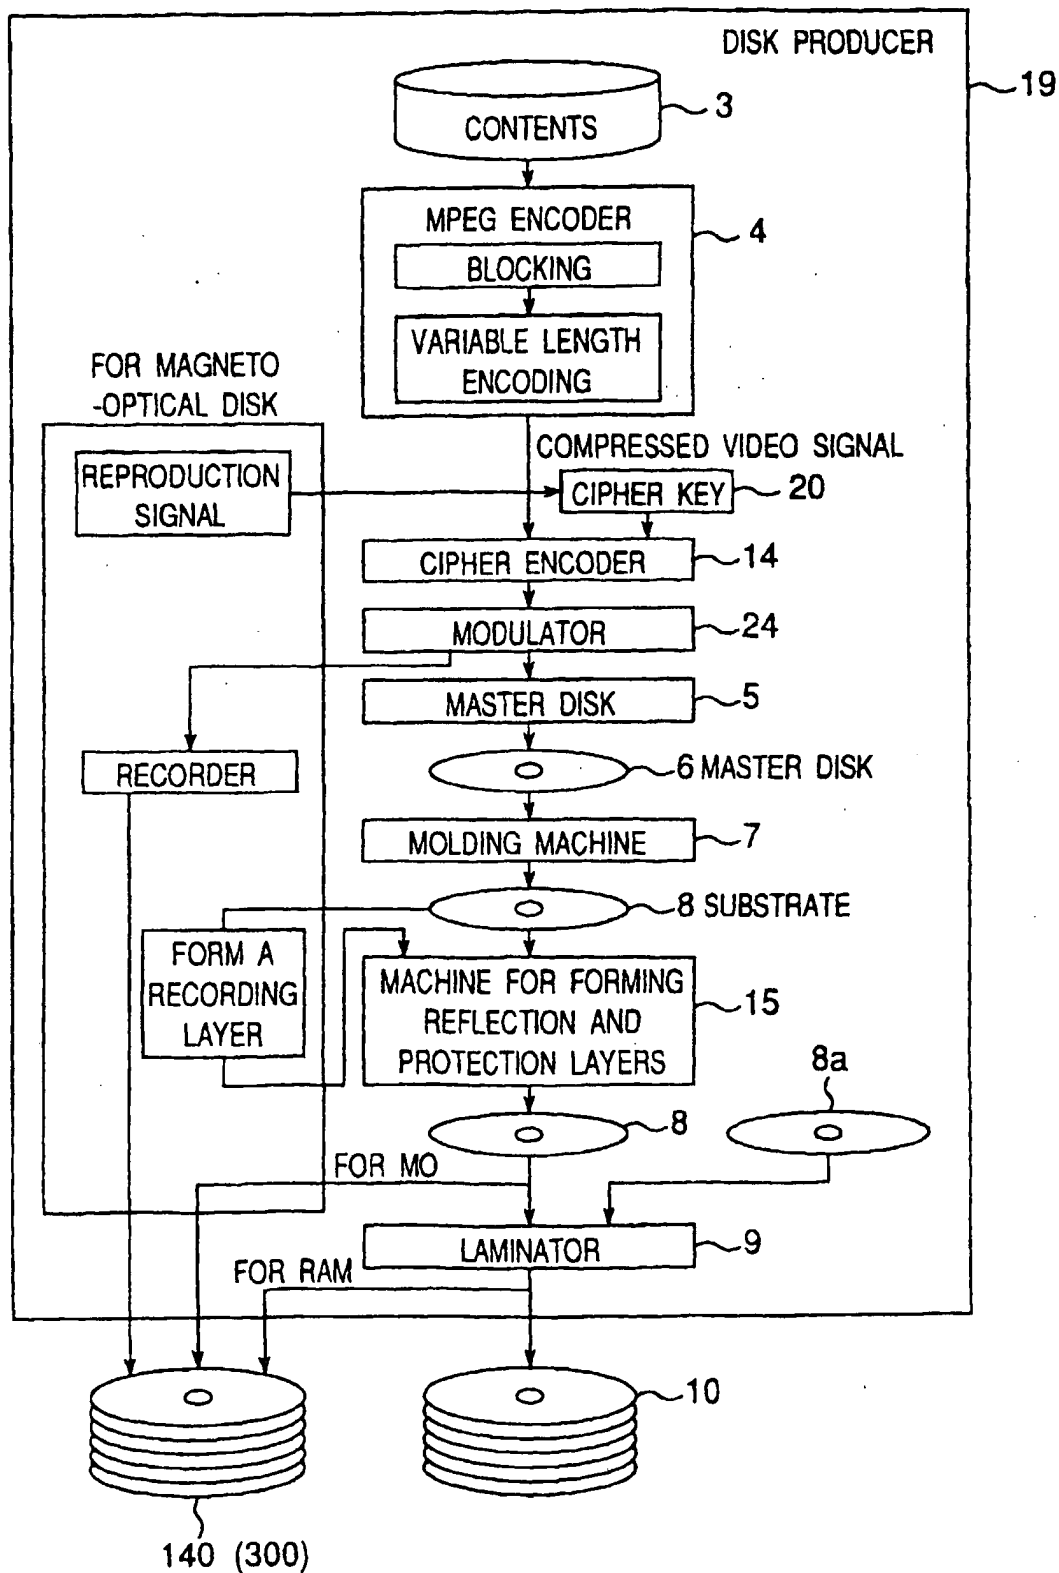 DISK PRODUCER
19
CONTENTS
3
MPEG ENCODER
4
BLOCKING
VARIABLE LENGTH
ENCODING
FOR MAGNETO
-OPTICAL DISK
COMPRESSED VIDEO SIGNAL
REPRODUCTION
SIGNAL
CIPHER KEY
20
CIPHER ENCODER
14
MODULATOR
24
MASTER DISK
5
RECORDER
6 MASTER DISK
MOLDING MACHINE
7
8 SUBSTRATE
FORM A
RECORDING
LAYER
MACHINE FOR FORMING
REFLECTION AND
PROTECTION LAYERS
15
8a
8
FOR MO
LAMINATOR
9
FOR RAM
10
140 (300)